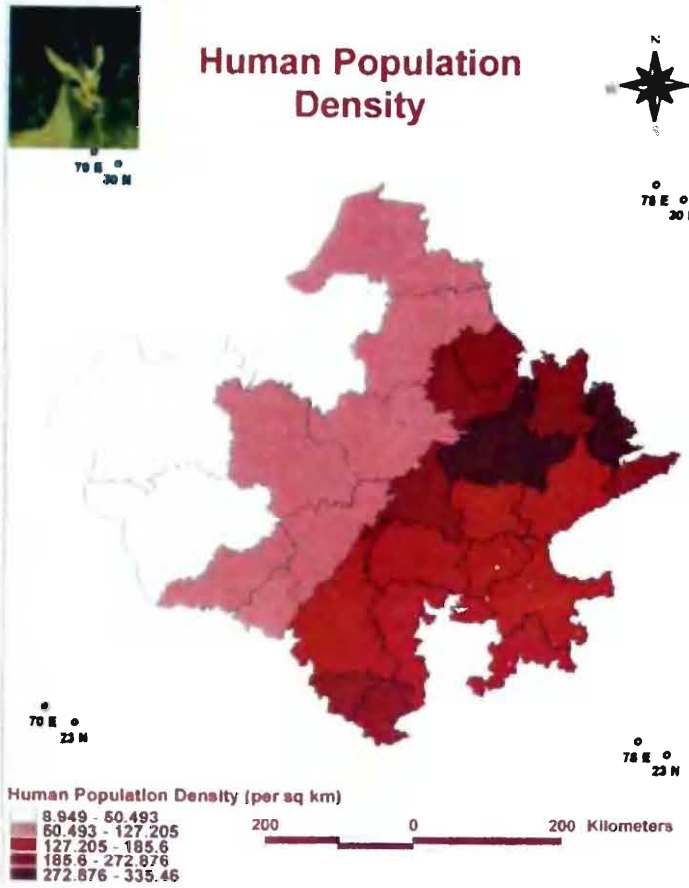 Human Population
Density
N
70 E
30 N
78 E
30
70 E
23 N
78 E
23 N
Human Population Density (per sq km)
8.949 - 50.493
50.493 - 127.205
127.205 - 185.6
185.6 - 272.876
272.876 - 335.46
200 0 200 Kilometers